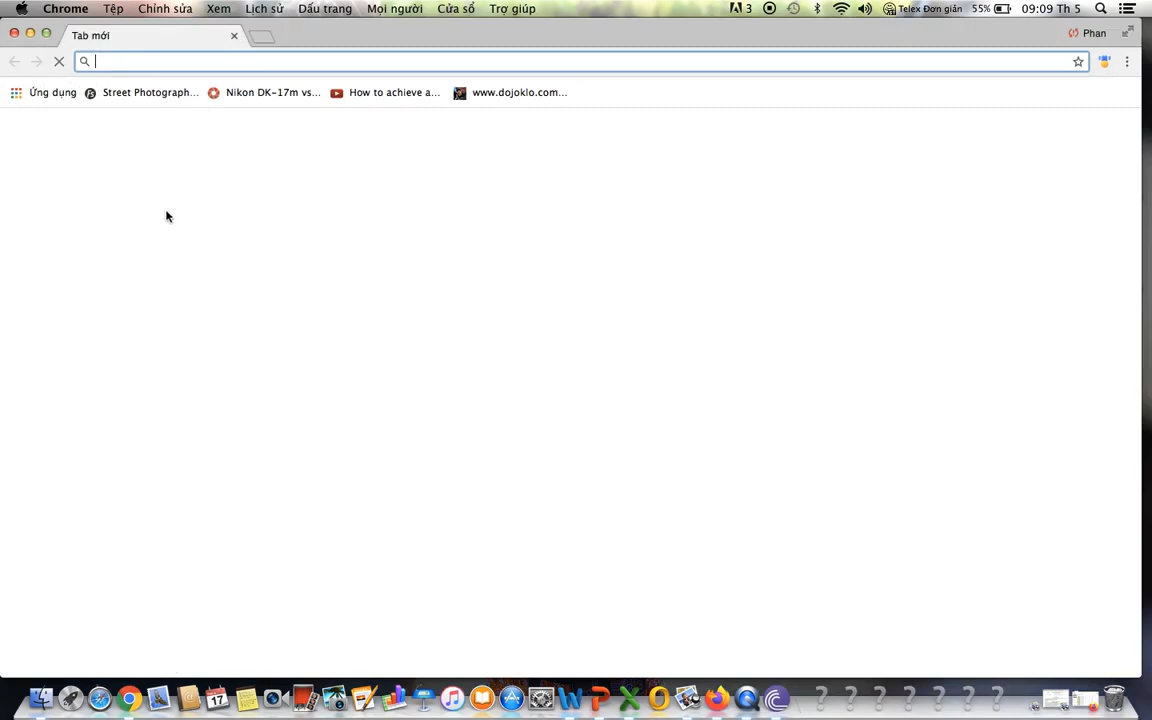 Chrome Tệp Chỉnh sửa Xem Lịch sử Dấu trang Mọi người Cửa sổ Trợ giúp 3 Telex Đơn giản 55% 09:09 Th 5
Tab mới Phan
Ứng dụng Street Photograph... Nikon DK-17m vs... How to achieve a... www.dojoklo.com...
17